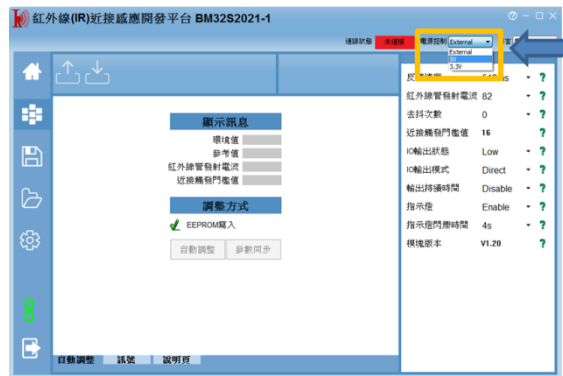 紅外線(IR)近接感應開發平台 BM32S2021-1
連線狀態 未連接 電源控制 External
External
5V
3.3V
紅外線管發射電流 82
去抖次數 0
近接觸發門檻值 16
IO輸出狀態 Low
IO輸出模式 Direct
輸出持續時間 Disable
指示燈 Enable
指示燈閃爍時間 4s
模塊版本 V1.20
顯示訊息
環境值
參考值
紅外線管發射電流
近接觸發門檻值
調整方式
EEPROM寫入
自動調整 參數同步
自動調整 訊號 說明頁